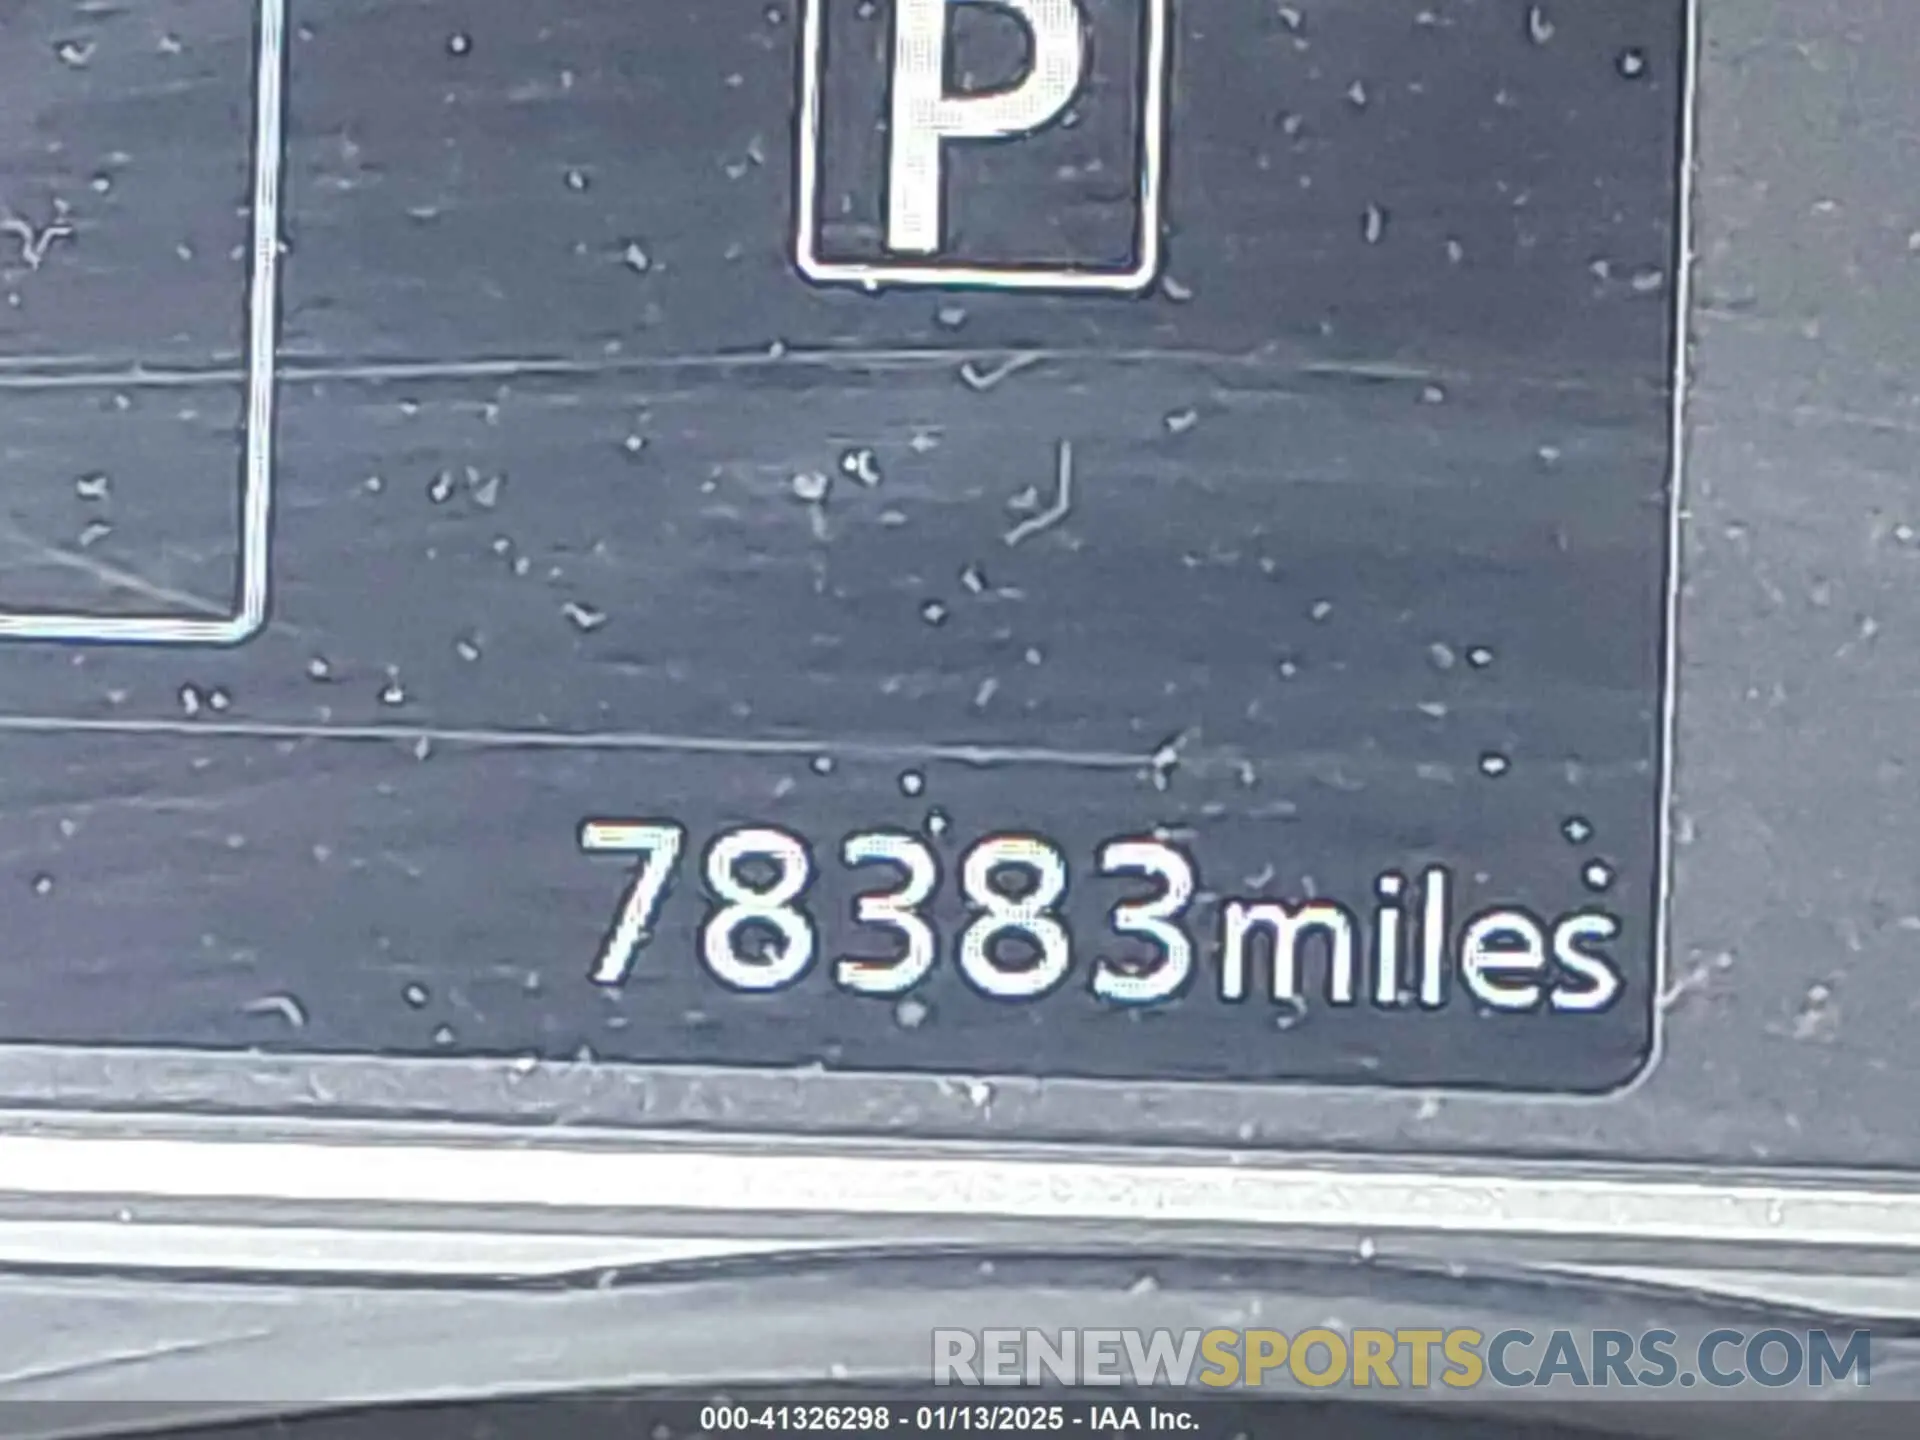 P
78383miles
RENEWSPORTSCARS.COM
000-41326298 - 01/13/2025 - IAA Inc.